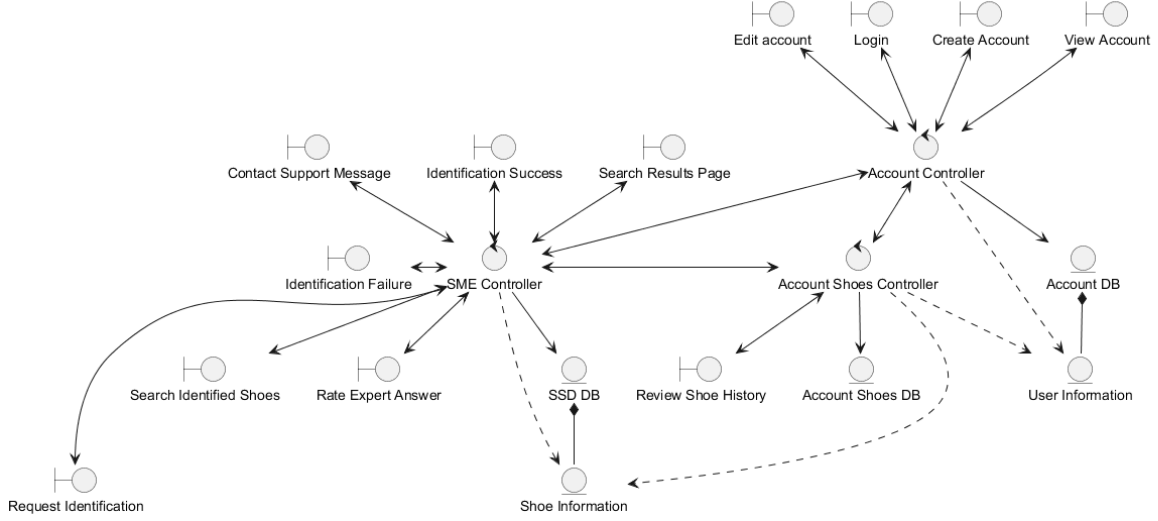 Edit account
Login
Create Account
View Account
Contact Support Message
Identification Success
Search Results Page
Account Controller
Identification Failure
SME Controller
Account Shoes Controller
Account DB
Search Identified Shoes
Rate Expert Answer
SSD DB
Review Shoe History
Account Shoes DB
User Information
Request Identification
Shoe Information